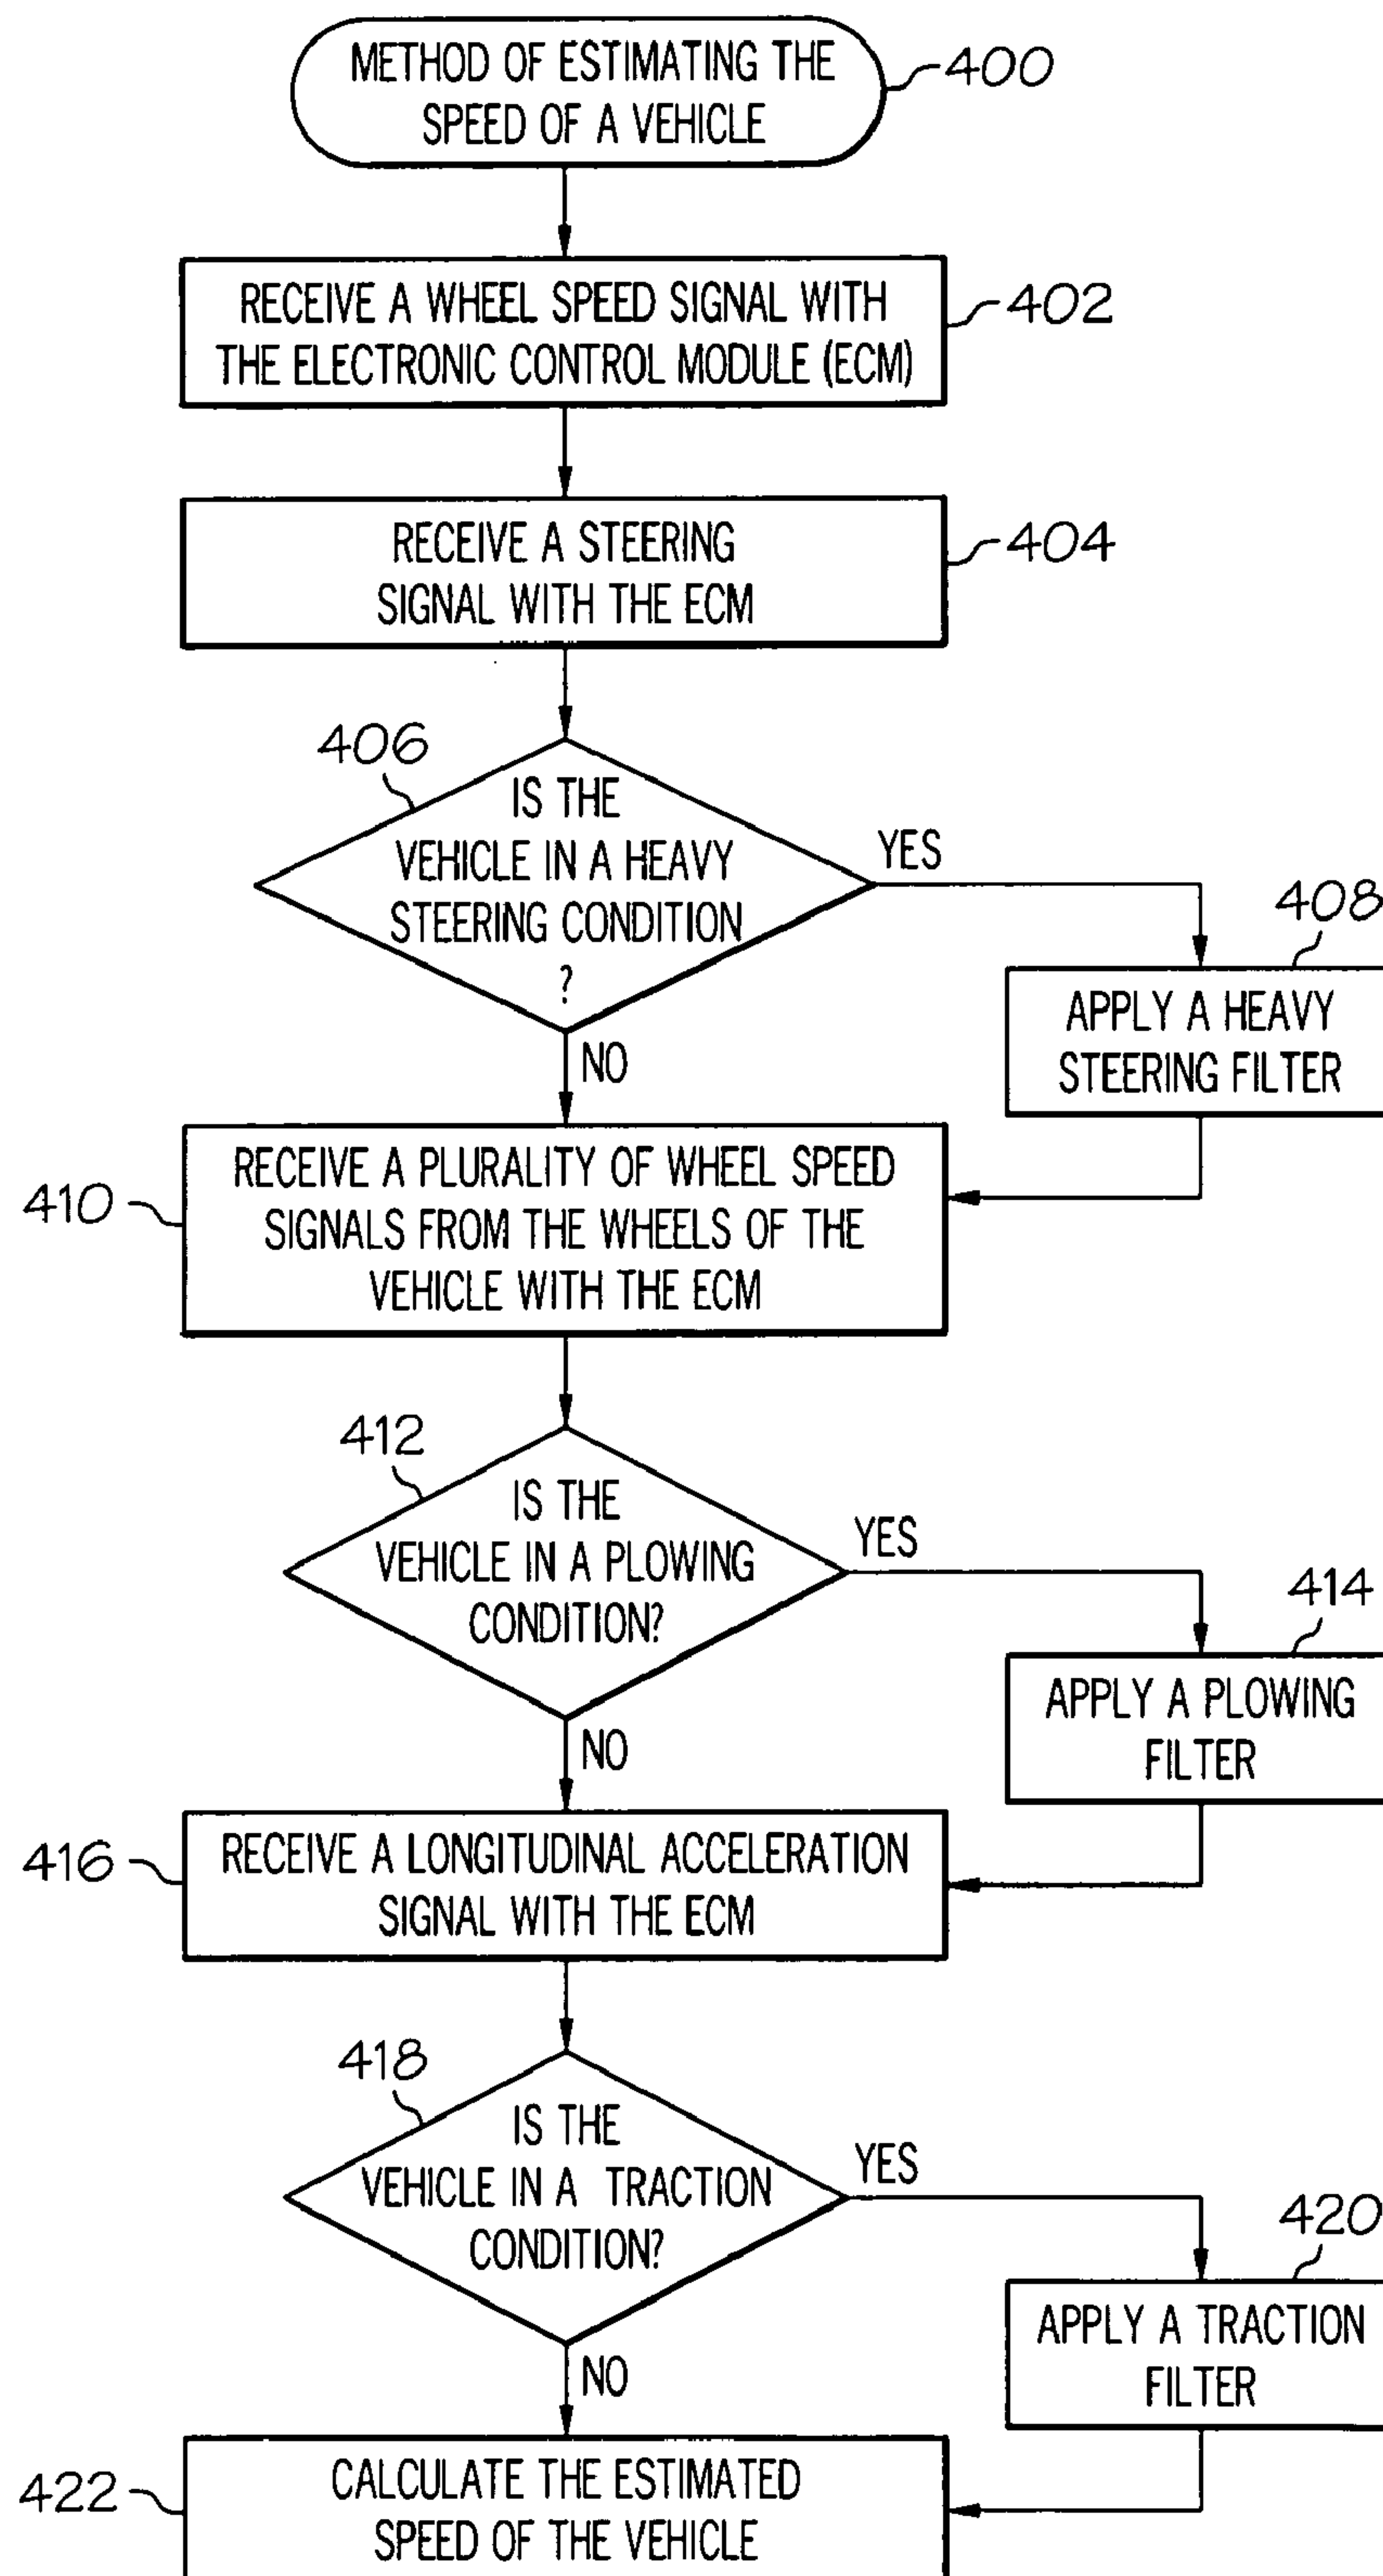 METHOD OF ESTIMATING THE
SPEED OF A VEHICLE
400
RECEIVE A WHEEL SPEED SIGNAL WITH
THE ELECTRONIC CONTROL MODULE (ECM)
402
RECEIVE A STEERING
SIGNAL WITH THE ECM
404
406
IS THE
VEHICLE IN A HEAVY
STEERING CONDITION
?
YES
NO
408
APPLY A HEAVY
STEERING FILTER
410
RECEIVE A PLURALITY OF WHEEL SPEED
SIGNALS FROM THE WHEELS OF THE
VEHICLE WITH THE ECM
412
IS THE
VEHICLE IN A PLOWING
CONDITION?
YES
NO
414
APPLY A PLOWING
FILTER
416
RECEIVE A LONGITUDINAL ACCELERATION
SIGNAL WITH THE ECM
418
IS THE
VEHICLE IN A TRACTION
CONDITION?
YES
NO
420
APPLY A TRACTION
FILTER
422
CALCULATE THE ESTIMATED
SPEED OF THE VEHICLE